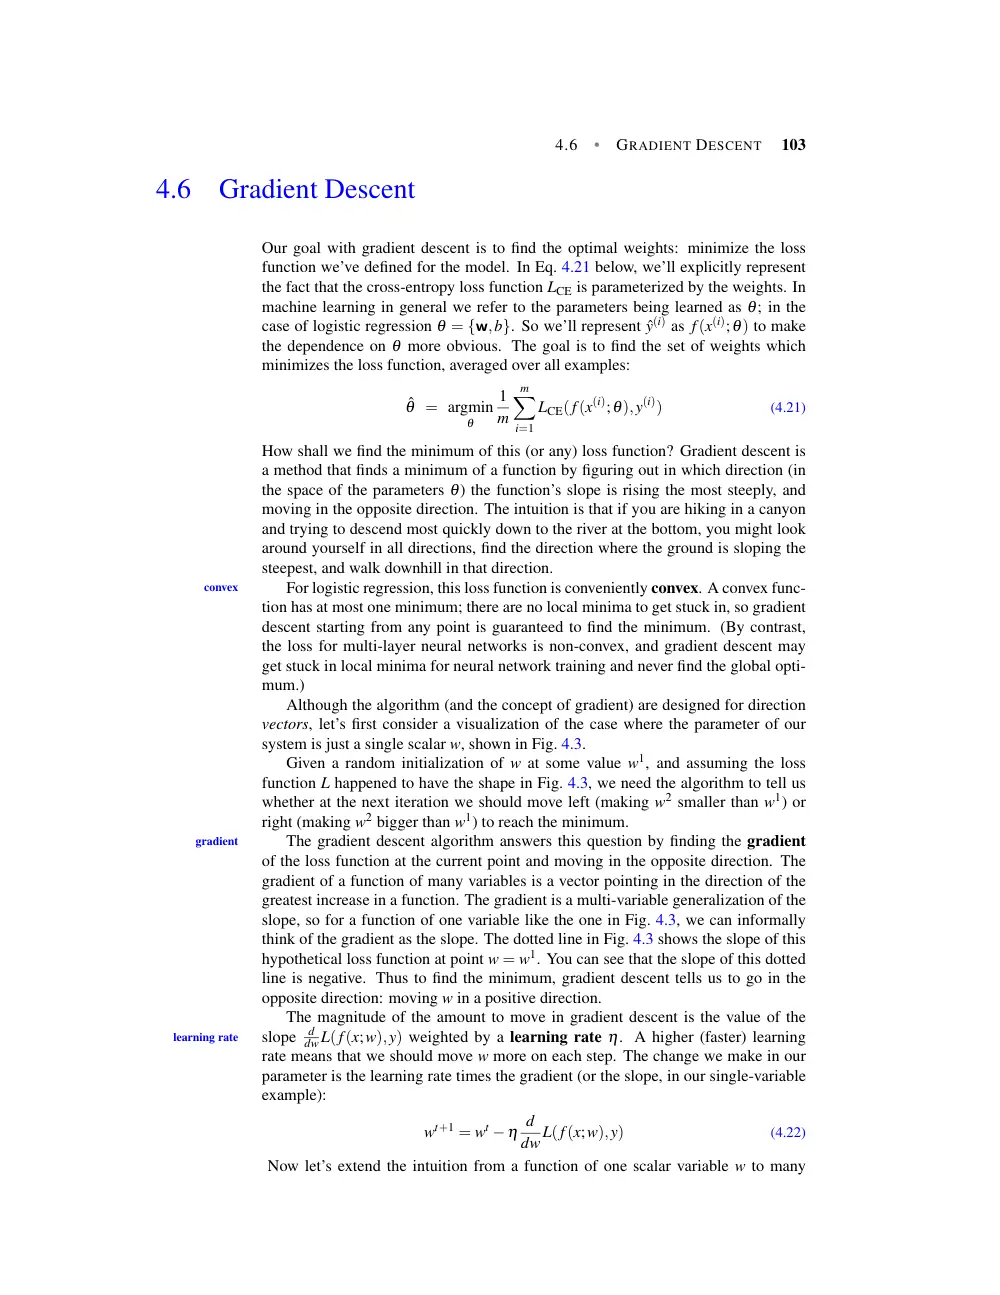 4.6 • GRADIENT DESCENT 103
4.6 Gradient Descent
Our goal with gradient descent is to find the optimal weights: minimize the loss
function we've defined for the model. In Eq. 4.21 below, we'll explicitly represent
the fact that the cross-entropy loss function L_CE is parameterized by the weights. In
machine learning in general we refer to the parameters being learned as θ; in the
case of logistic regression θ = {w,b}. So we'll represent ŷ^(i) as f(x^(i);θ) to make
the dependence on θ more obvious. The goal is to find the set of weights which
minimizes the loss function, averaged over all examples:
θ̂ = argmin_θ 1/m ∑_{i=1}^m L_CE(f(x^(i);θ),y^(i)) (4.21)
How shall we find the minimum of this (or any) loss function? Gradient descent is
a method that finds a minimum of a function by figuring out in which direction (in
the space of the parameters θ) the function's slope is rising the most steeply, and
moving in the opposite direction. The intuition is that if you are hiking in a canyon
and trying to descend most quickly down to the river at the bottom, you might look
around yourself in all directions, find the direction where the ground is sloping the
steepest, and walk downhill in that direction.
convex For logistic regression, this loss function is conveniently convex. A convex func-
tion has at most one minimum; there are no local minima to get stuck in, so gradient
descent starting from any point is guaranteed to find the minimum. (By contrast,
the loss for multi-layer neural networks is non-convex, and gradient descent may
get stuck in local minima for neural network training and never find the global opti-
mum.)
Although the algorithm (and the concept of gradient) are designed for direction
vectors, let's first consider a visualization of the case where the parameter of our
system is just a single scalar w, shown in Fig. 4.3.
Given a random initialization of w at some value w^1, and assuming the loss
function L happened to have the shape in Fig. 4.3, we need the algorithm to tell us
whether at the next iteration we should move left (making w^2 smaller than w^1) or
right (making w^2 bigger than w^1) to reach the minimum.
gradient The gradient descent algorithm answers this question by finding the gradient
of the loss function at the current point and moving in the opposite direction. The
gradient of a function of many variables is a vector pointing in the direction of the
greatest increase in a function. The gradient is a multi-variable generalization of the
slope, so for a function of one variable like the one in Fig. 4.3, we can informally
think of the gradient as the slope. The dotted line in Fig. 4.3 shows the slope of this
hypothetical loss function at point w = w^1. You can see that the slope of this dotted
line is negative. Thus to find the minimum, gradient descent tells us to go in the
opposite direction: moving w in a positive direction.
The magnitude of the amount to move in gradient descent is the value of the
learning rate slope d/dw L(f(x;w),y) weighted by a learning rate η. A higher (faster) learning
rate means that we should move w more on each step. The change we make in our
parameter is the learning rate times the gradient (or the slope, in our single-variable
example):
w^{t+1} = w^t − η d/dw L(f(x;w),y) (4.22)
Now let's extend the intuition from a function of one scalar variable w to many